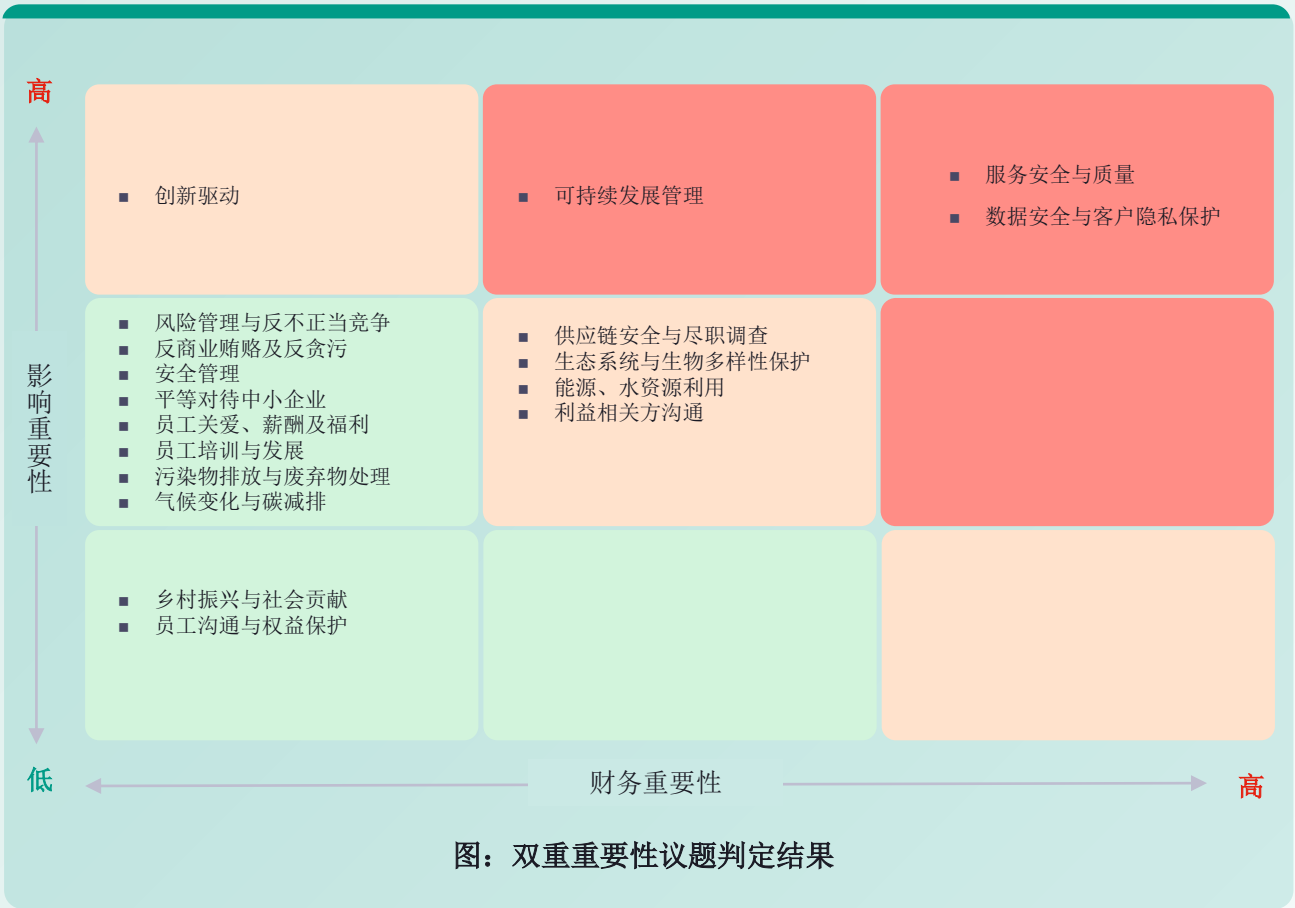 高
■ 创新驱动
■ 可持续发展管理
■ 服务安全与质量
■ 数据安全与客户隐私保护
影响重要性
■ 风险管理与反不正当竞争
■ 反商业贿赂及反贪污
■ 安全管理
■ 平等对待中小企业
■ 员工关爱、薪酬及福利
■ 员工培训与发展
■ 污染物排放与废弃物处理
■ 气候变化与碳减排
■ 供应链安全与尽职调查
■ 生态系统与生物多样性保护
■ 能源、水资源利用
■ 利益相关方沟通
■ 乡村振兴与社会贡献
■ 员工沟通与权益保护
低
财务重要性
高
图：双重重要性议题判定结果